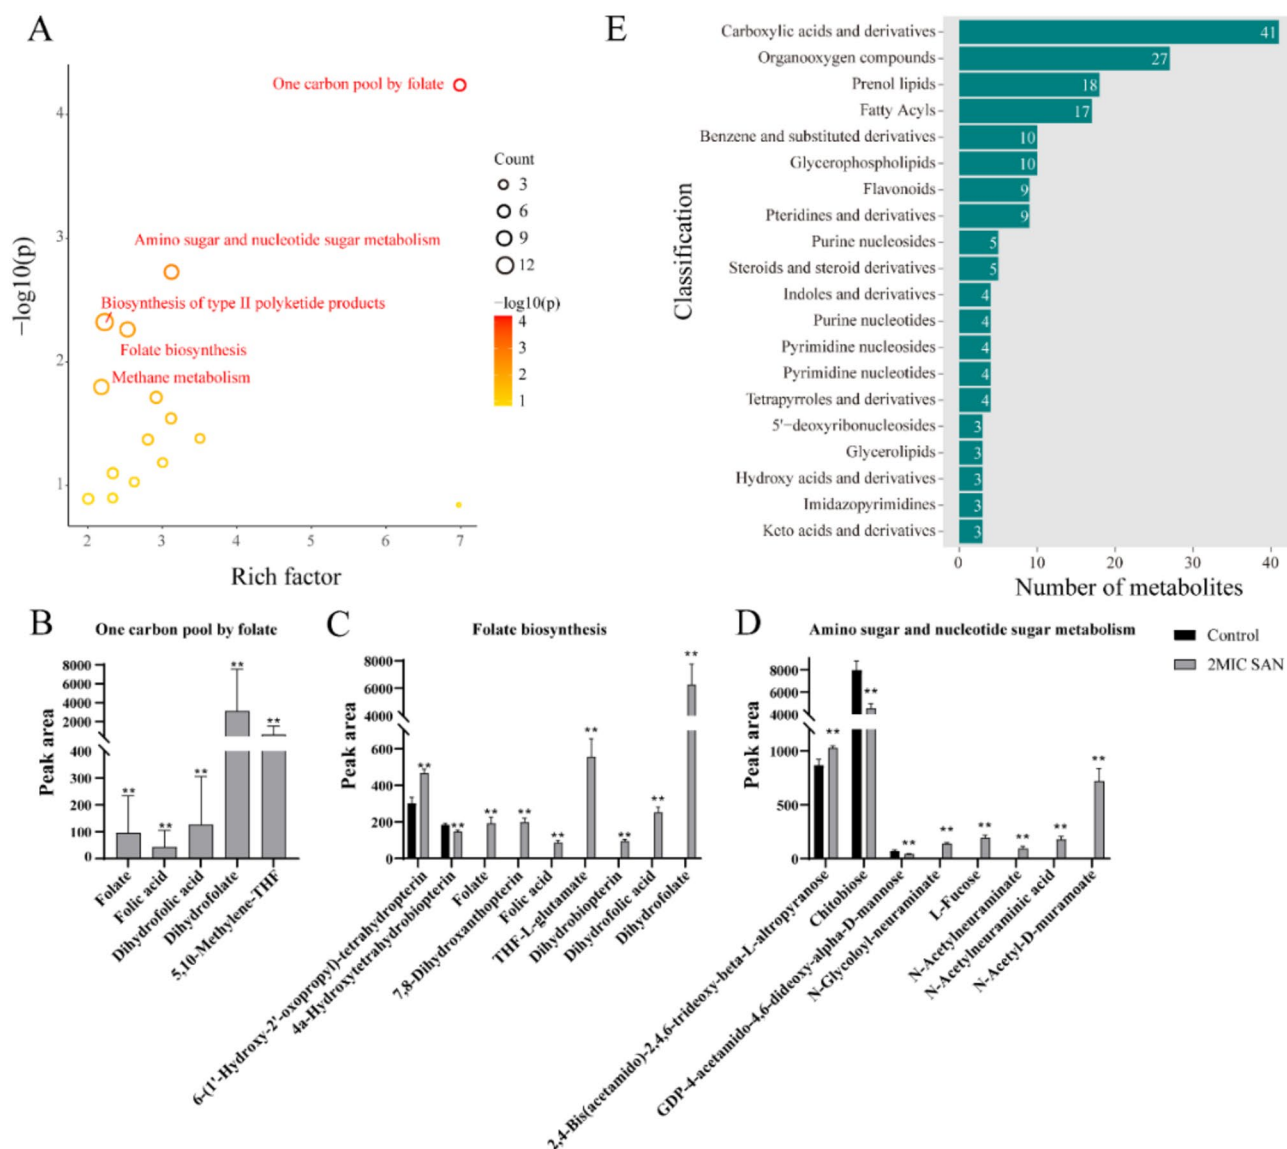 A
One carbon pool by folate
Amino sugar and nucleotide sugar metabolism
Biosynthesis of type II polyketide products
Folate biosynthesis
Methane metabolism
−log10(p)
4
3
2
1
2
3
4
5
6
7
Rich factor
Count
3
6
9
12
−log10(p)
4
3
2
1
E
Classification
Carboxylic acids and derivatives 41
Organooxygen compounds 27
Prenol lipids 18
Fatty Acyls 17
Benzene and substituted derivatives 10
Glycerophospholipids 10
Flavonoids 9
Pteridines and derivatives 9
Purine nucleosides 5
Steroids and steroid derivatives 5
Indoles and derivatives 4
Purine nucleotides 4
Pyrimidine nucleosides 4
Pyrimidine nucleotides 4
Tetrapyrroles and derivatives 4
5'−deoxyribonucleosides 3
Glycerolipids 3
Hydroxy acids and derivatives 3
Imidazopyrimidines 3
Keto acids and derivatives 3
0 10 20 30 40
Number of metabolites
B
One carbon pool by folate
Peak area
8000
6000
4000
2000
400
300
200
100
0
** ** ** ** **
Folate
Folic acid
Dihydrofolic acid
Dihydrofolate
5,10-Methylene-THF
C
Folate biosynthesis
Peak area
8000
6000
4000
600
400
200
0
** ** ** ** ** ** ** ** **
6-(1'-Hydroxy-2'-oxopropyl)-tetrahydropterin
4a-Hydroxytetrahydrobiopterin
Folate
7,8-Dihydroxanthopterin
Folic acid
THF-L-glutamate
Dihydrobiopterin
Dihydrofolic acid
Dihydrofolate
D
Amino sugar and nucleotide sugar metabolism
Peak area
8000
6000
4000
1000
500
0
** ** ** ** ** ** ** **
2,4-Bis(acetamido)-2,4,6-trideoxy-beta-L-altropyranose
Chitobiose
GDP-4-acetamido-4,6-dideoxy-alpha-D-mannose
N-Glycoloyl-neuraminate
L-Fucose
N-Acetylneuraminate
N-Acetylneuraminic acid
N-Acetyl-D-muramoate
Control
2MIC SAN